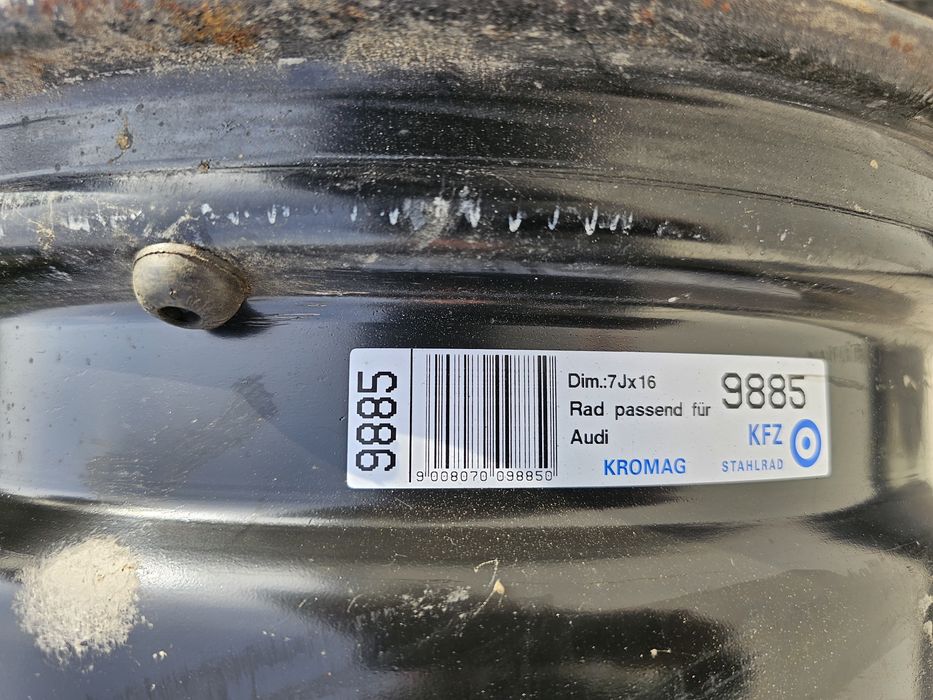 9885
9 008070 098850
Dim.:7Jx16
Rad passend für
Audi
9885
KFZ
KROMAG
STAHLRAD